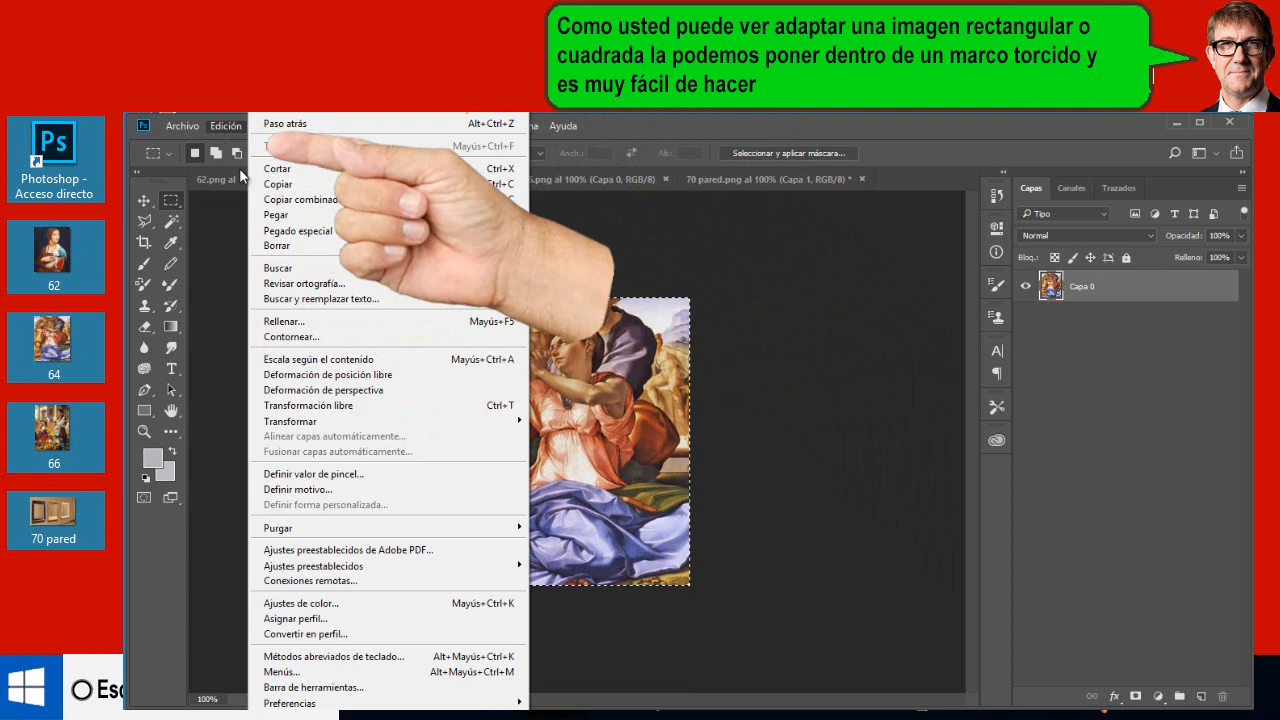 Como usted puede ver adaptar una imagen rectangular o
cuadrada la podemos poner dentro de un marco torcido y
es muy fácil de hacer
Ps
Photoshop -
Acceso directo
62
64
66
70 pared
Ps
Archivo
Edición
Ayuda
Paso atrás Alt+Ctrl+Z
Mayús+Ctrl+F
Cortar Ctrl+X
Copiar
Copiar combinad
Pegar
Pegado especial
Borrar
Buscar
Revisar ortografía...
Buscar y reemplazar texto...
Rellenar... Mayús+F5
Contornear...
Escala según el contenido Mayús+Ctrl+A
Deformación de posición libre
Deformación de perspectiva
Transformación libre Ctrl+T
Transformar
Alinear capas automáticamente...
Fusionar capas automáticamente...
Definir valor de pincel...
Definir motivo...
Definir forma personalizada...
Purgar
Ajustes preestablecidos de Adobe PDF...
Ajustes preestablecidos
Conexiones remotas...
Ajustes de color... Mayús+Ctrl+K
Asignar perfil...
Convertir en perfil...
Métodos abreviados de teclado... Alt+Mayús+Ctrl+K
Menús... Alt+Mayús+Ctrl+M
Barra de herramientas...
Preferencias
Anch.:
Alt.:
Seleccionar y aplicar máscara...
62.png al
.png al 100% (Capa 0, RGB/8) ×
70 pared.png al 100% (Capa 1, RGB/8) * ×
Capas Canales Trazados
Tipo
Normal Opacidad: 100%
Bloq.: Relleno: 100%
Capa 0
fx
100%
Esc